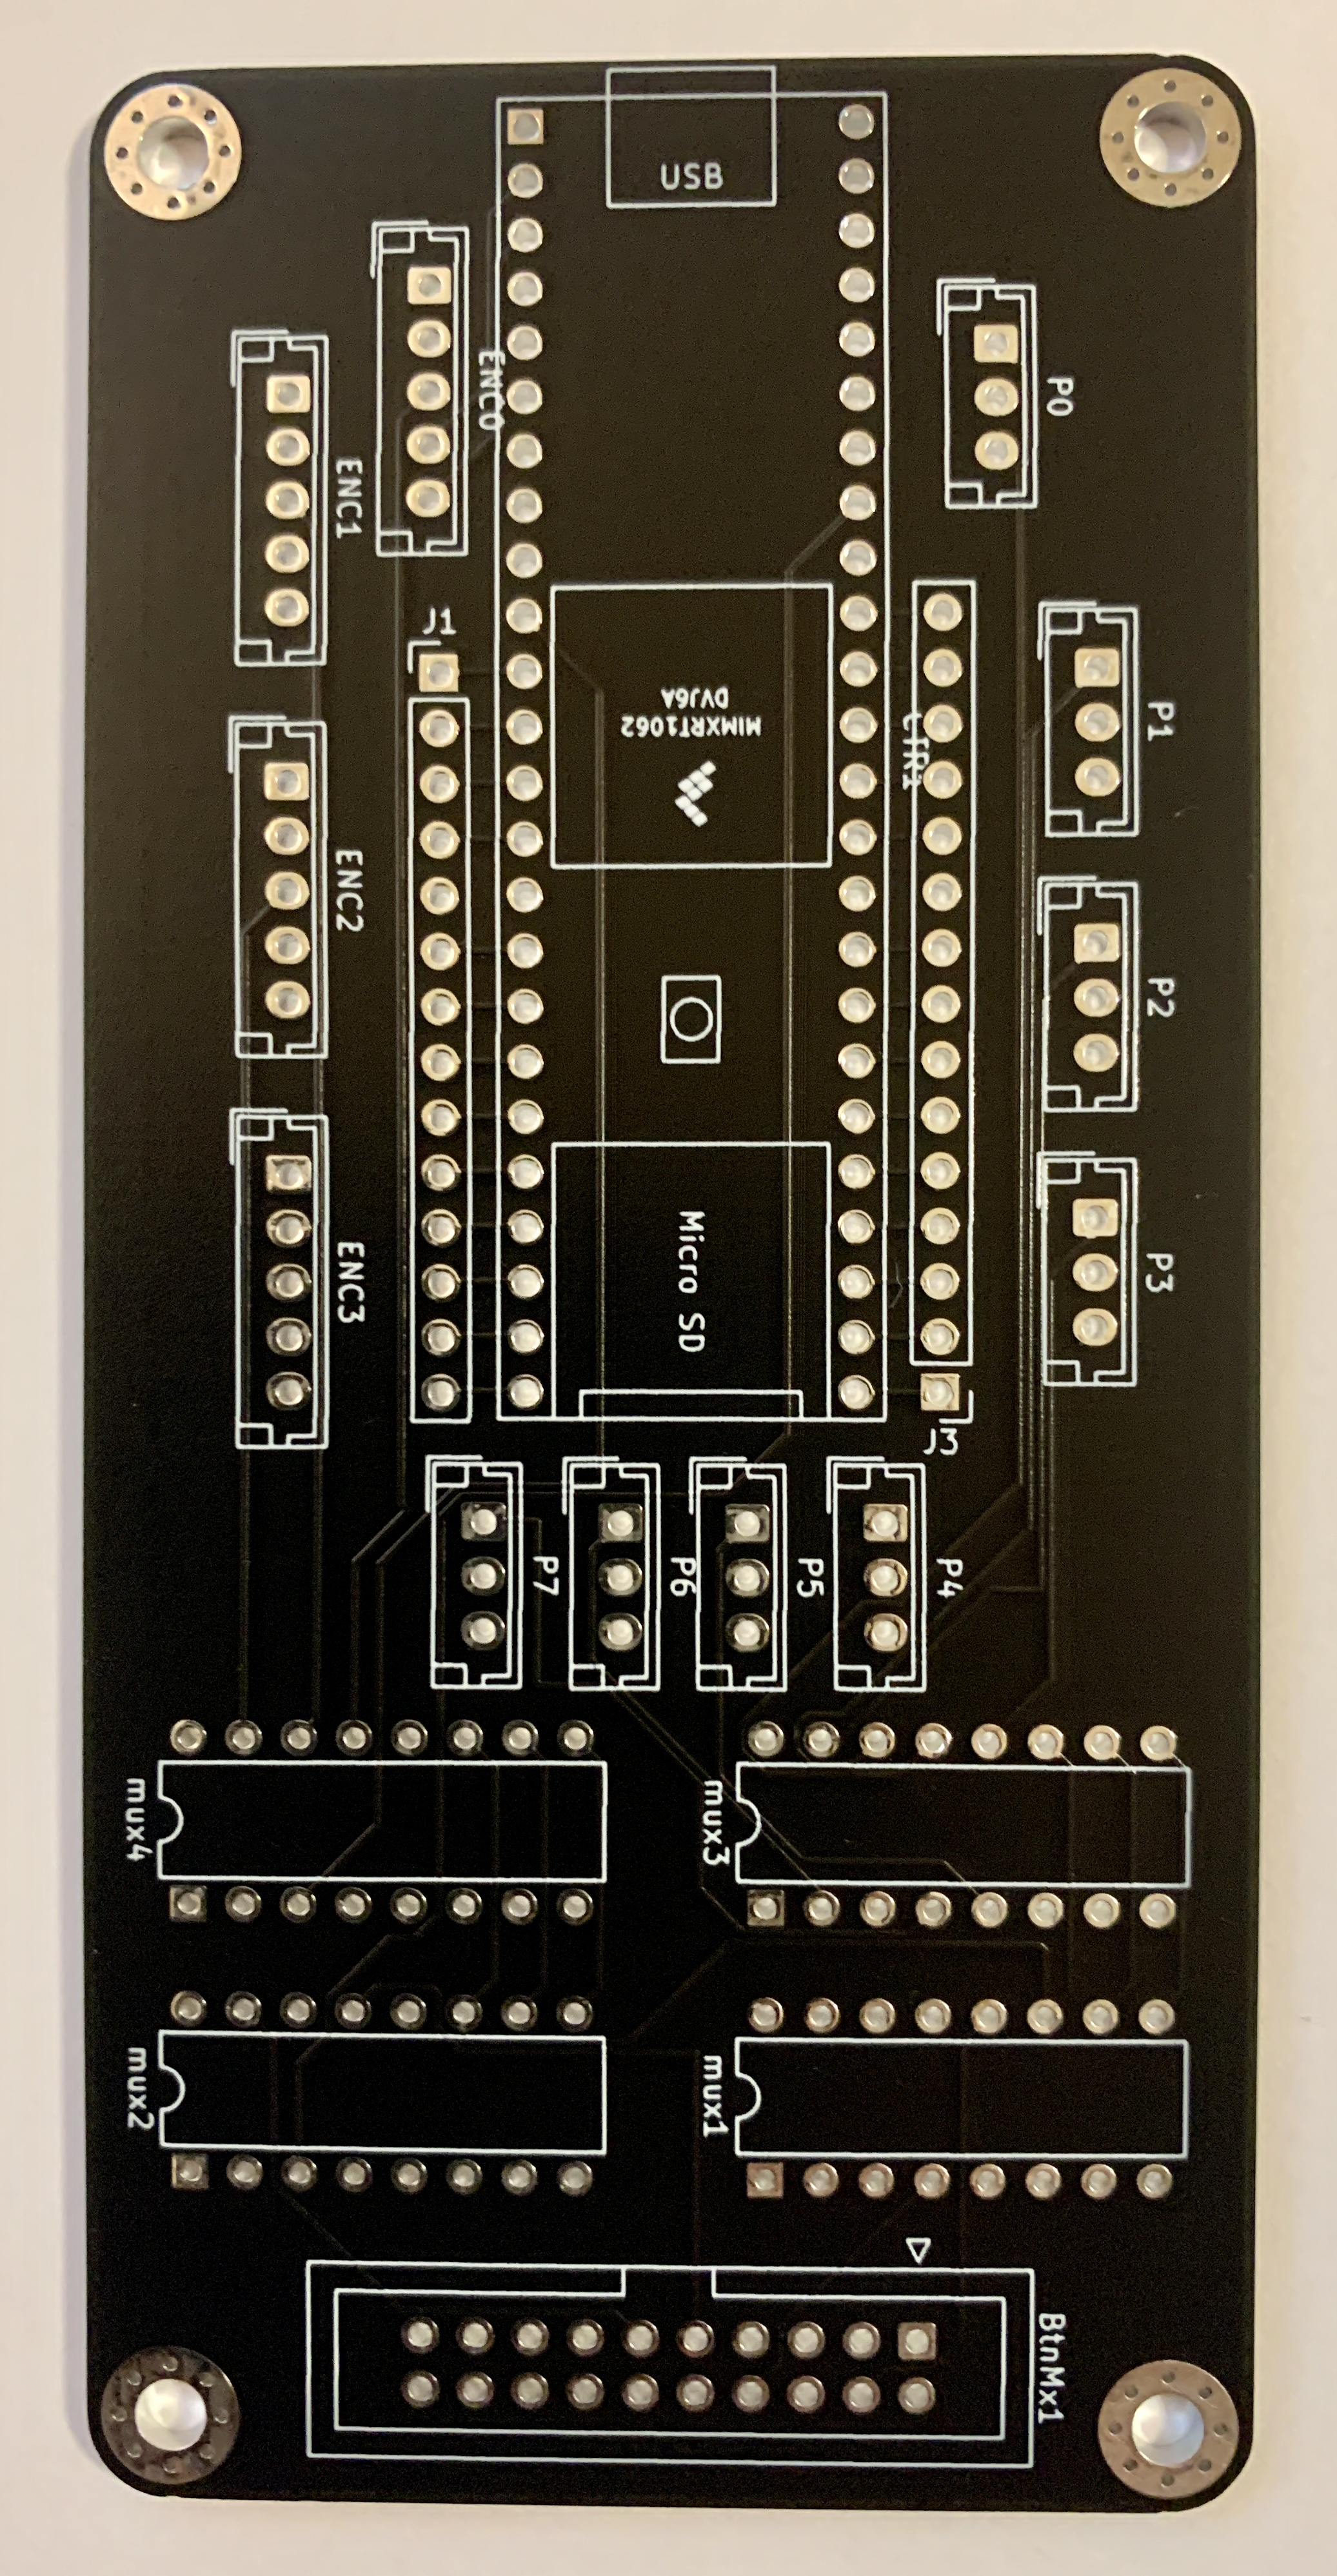 USB
ENC0
P0
ENC1
J1
P1
MIMXRT1062
DVJ6A
CTR1
ENC2
P2
ENC3
Micro SD
P3
J3
P7
P6
P5
P4
mux4
mux3
mux2
mux1
BtnMx1